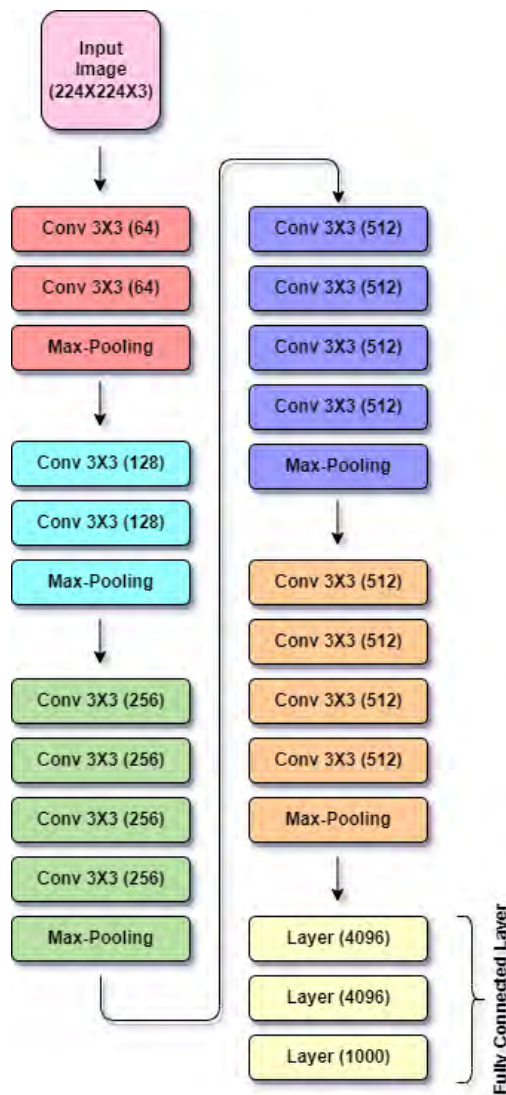 Input
Image
(224X224X3)
Conv 3X3 (64)
Conv 3X3 (64)
Max-Pooling
Conv 3X3 (128)
Conv 3X3 (128)
Max-Pooling
Conv 3X3 (256)
Conv 3X3 (256)
Conv 3X3 (256)
Conv 3X3 (256)
Max-Pooling
Conv 3X3 (512)
Conv 3X3 (512)
Conv 3X3 (512)
Conv 3X3 (512)
Max-Pooling
Conv 3X3 (512)
Conv 3X3 (512)
Conv 3X3 (512)
Conv 3X3 (512)
Max-Pooling
Layer (4096)
Layer (4096)
Layer (1000)
Fully Connected Layer